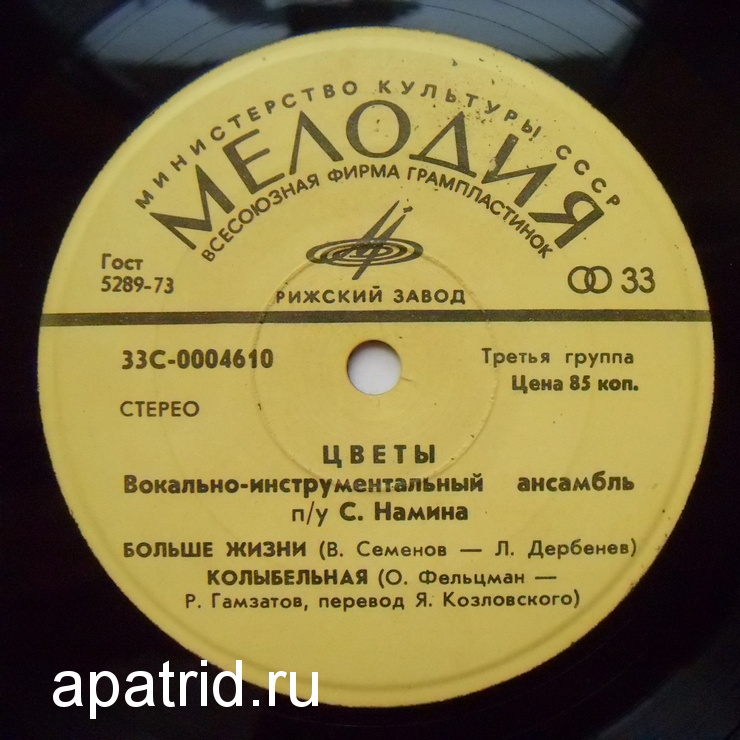 МИНИСТЕРСТВО КУЛЬТУРЫ СССР
МЕЛОДИЯ
ВСЕСОЮЗНАЯ ФИРМА ГРАМПЛАСТИНОК
Гост
5289-73
РИЖСКИЙ ЗАВОД
33
33С-0004610
Третья группа
Цена 85 коп.
СТЕРЕО
ЦВЕТЫ
Вокально-инструментальный ансамбль
п/у С. Намина
БОЛЬШЕ ЖИЗНИ (В. Семенов — Л. Дербенев)
КОЛЫБЕЛЬНАЯ (О. Фельцман —
Р. Гамзатов, перевод Я. Козловского)
apatrid.ru